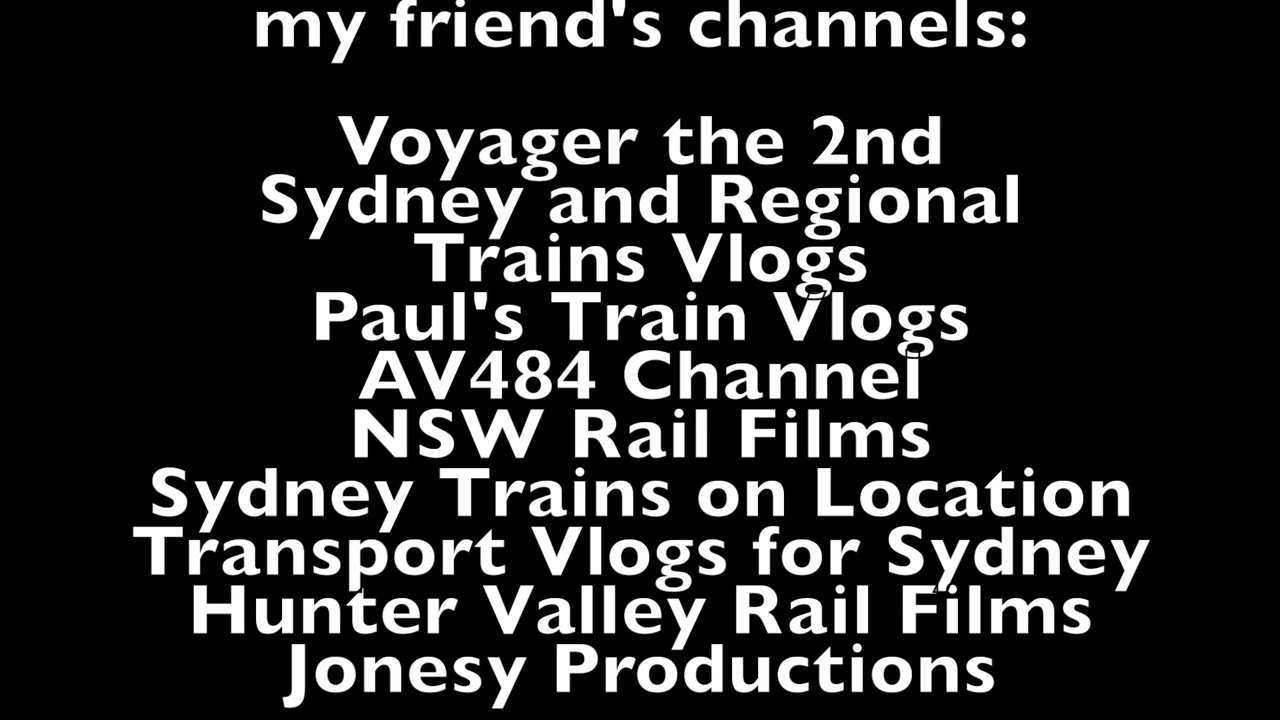 my friend's channels:
Voyager the 2nd
Sydney and Regional
Trains Vlogs
Paul's Train Vlogs
AV484 Channel
NSW Rail Films
Sydney Trains on Location
Transport Vlogs for Sydney
Hunter Valley Rail Films
Jonesy Productions